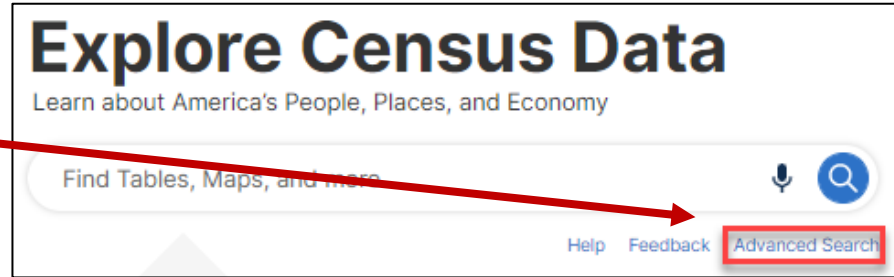 Explore Census Data
Learn about America's People, Places, and Economy
Find Tables, Maps, and more
Help Feedback Advanced Search